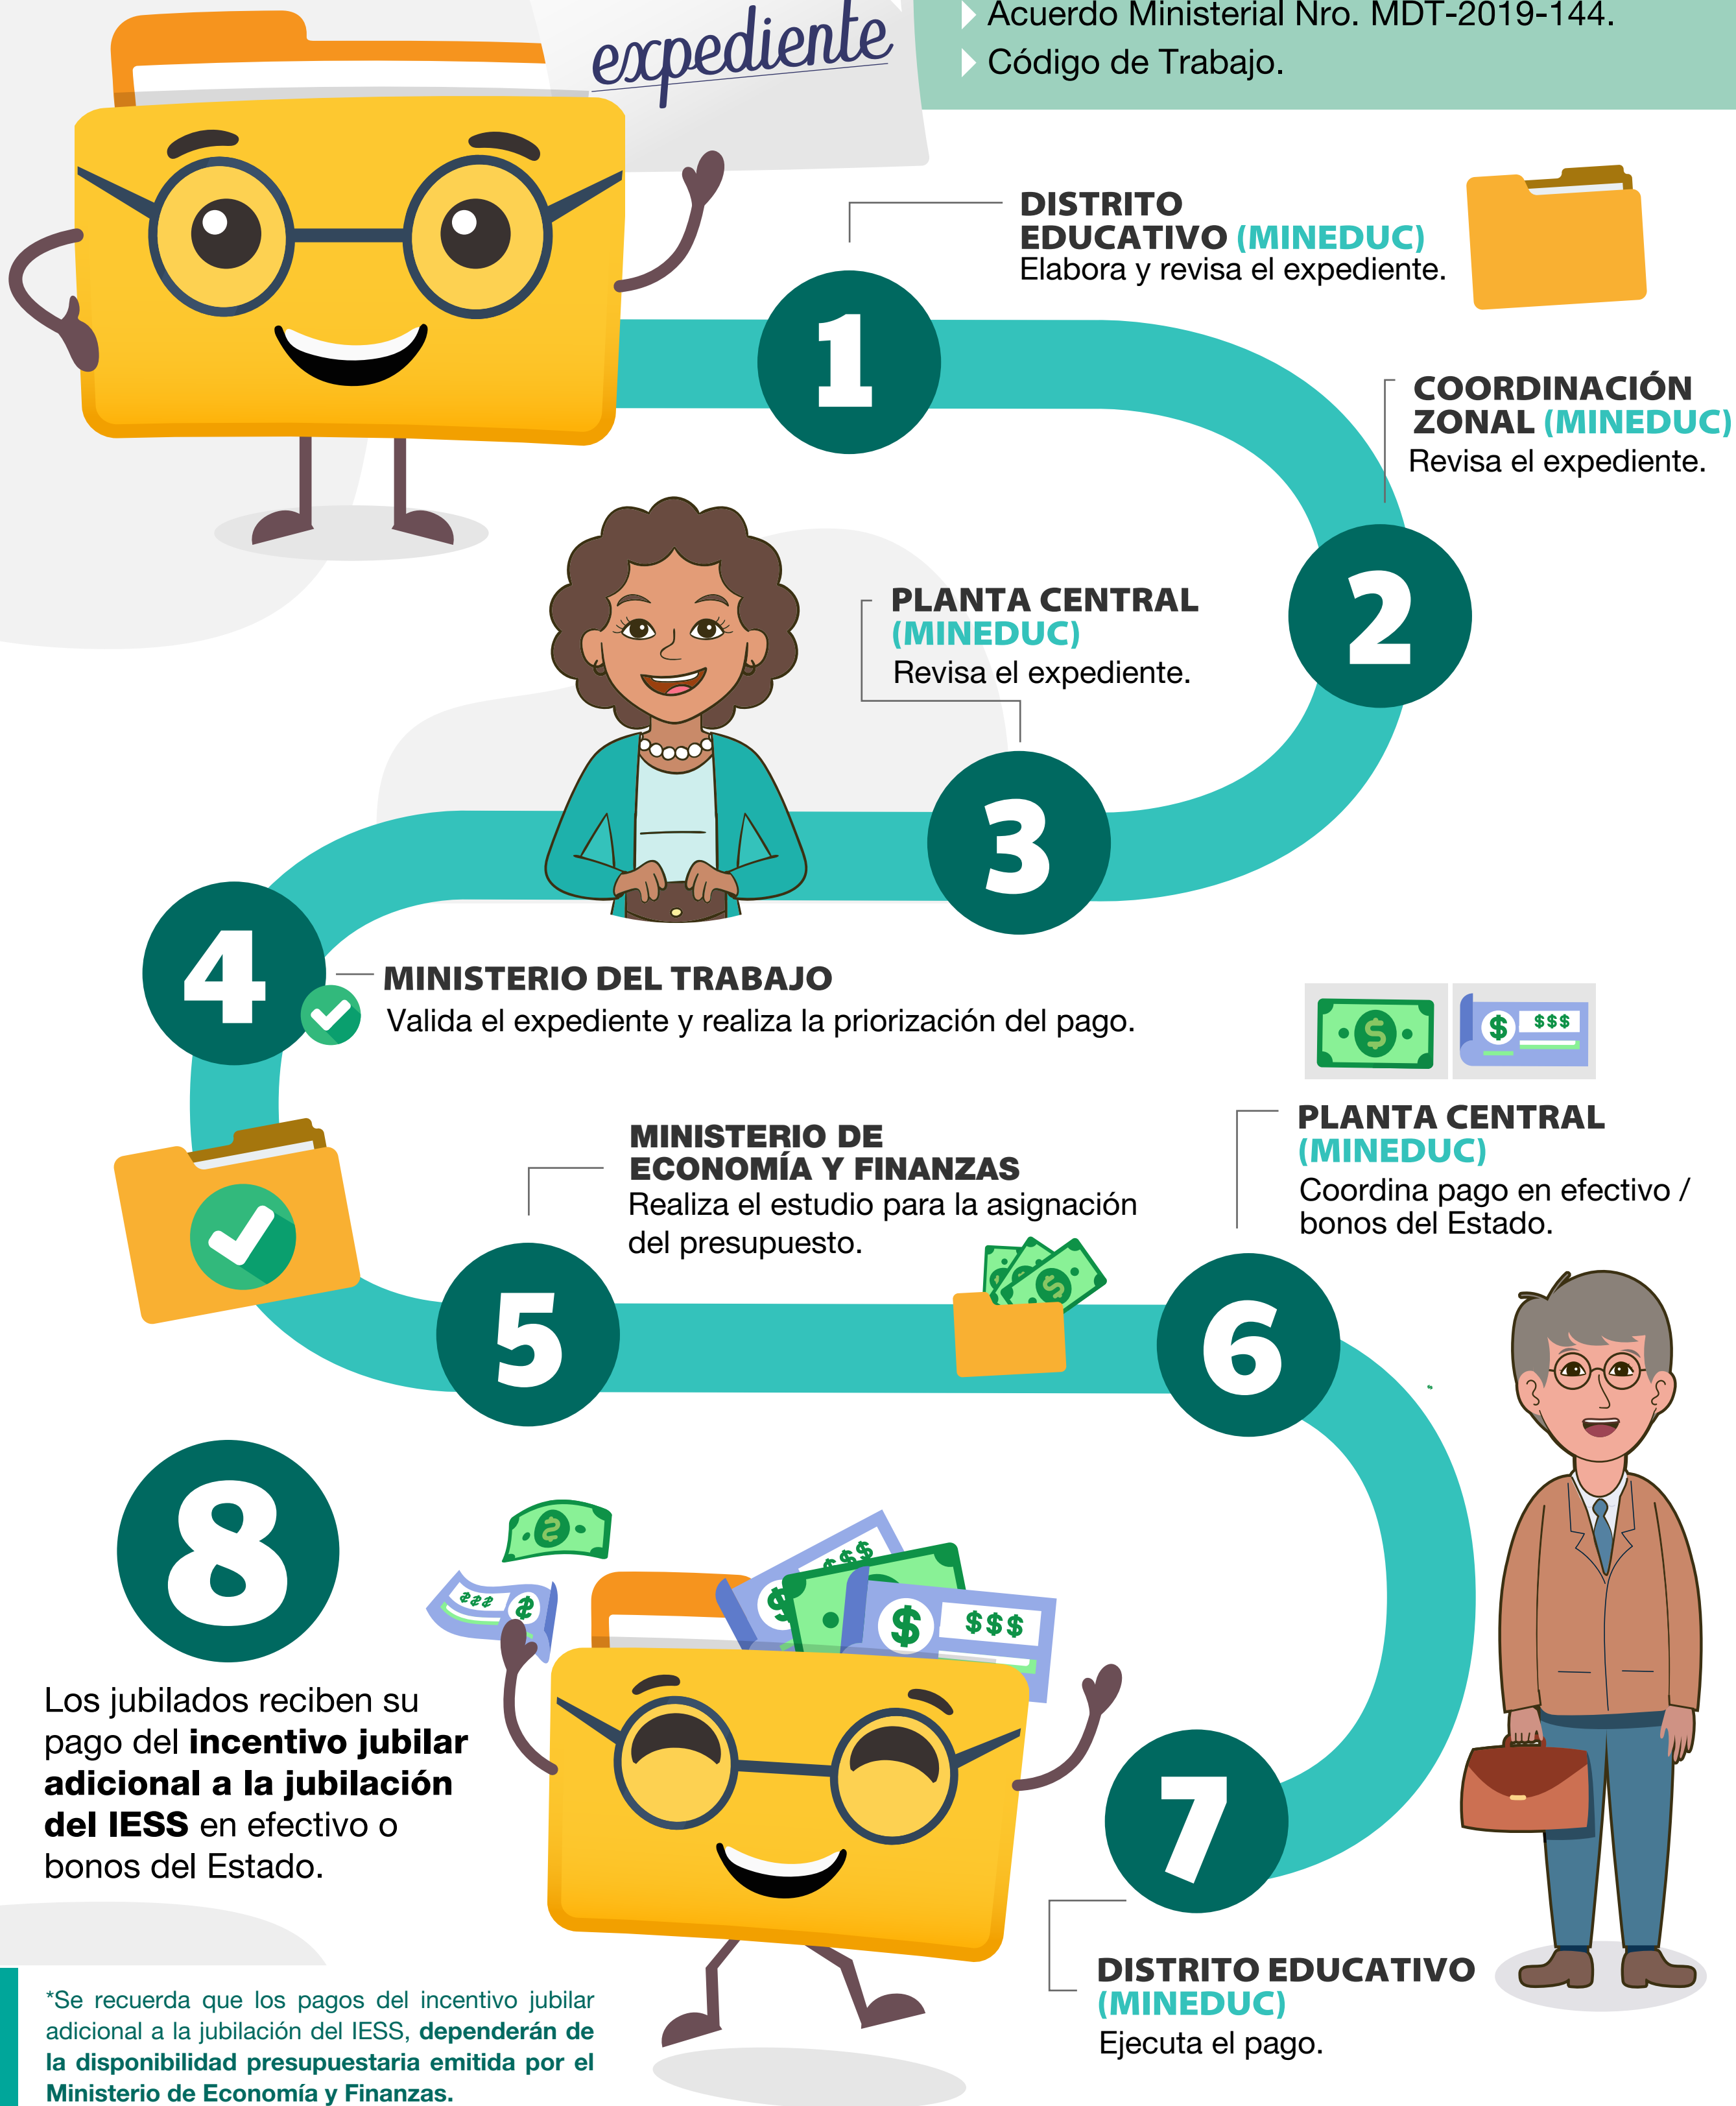 expediente
Acuerdo Ministerial Nro. MDT-2019-144.
Código de Trabajo.
DISTRITO
EDUCATIVO (MINEDUC)
Elabora y revisa el expediente.
1
COORDINACIÓN
ZONAL (MINEDUC)
Revisa el expediente.
2
PLANTA CENTRAL
(MINEDUC)
Revisa el expediente.
3
4
MINISTERIO DEL TRABAJO
Valida el expediente y realiza la priorización del pago.
MINISTERIO DE
ECONOMÍA Y FINANZAS
Realiza el estudio para la asignación
del presupuesto.
5
$
$ $$$
PLANTA CENTRAL
(MINEDUC)
Coordina pago en efectivo /
bonos del Estado.
6
7
DISTRITO EDUCATIVO
(MINEDUC)
Ejecuta el pago.
8
Los jubilados reciben su
pago del incentivo jubilar
adicional a la jubilación
del IESS en efectivo o
bonos del Estado.
$
$$$ $
$ $$$
$ $$$
*Se recuerda que los pagos del incentivo jubilar
adicional a la jubilación del IESS, dependerán de
la disponibilidad presupuestaria emitida por el
Ministerio de Economía y Finanzas.